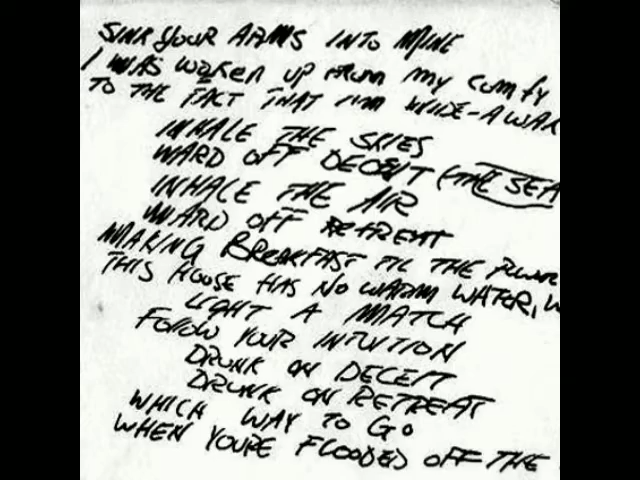 SINK YOUR ARMS INTO MINE
I WAS WOKEN UP FROM MY COMFY
TO THE FACT THAT I'M WIDE-AWAK
INHALE THE SKIES
WARD OFF DECEIT (THE SEA
INHALE THE AIR
WARD OFF RETREAT
MAKING BREAKFAST TIL THE
THIS HOUSE HAS NO WARM WATER, W
LIGHT A MATCH
FOLLOW YOUR INTUITION
DRUNK ON DECEIT
DRUNK ON RETREAT
WHICH WAY TO GO
WHEN YOU'RE FLOODED OFF THE